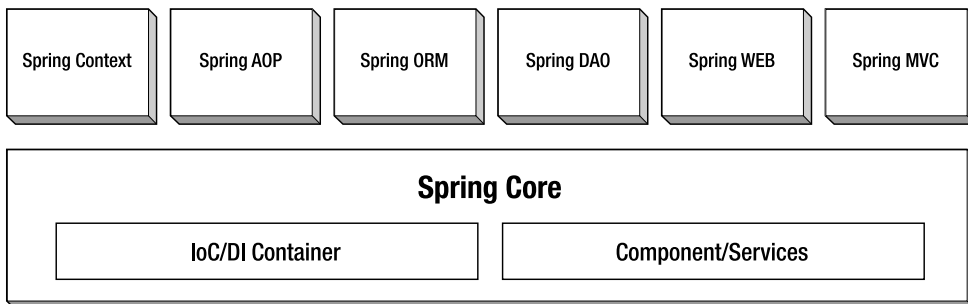 Spring Context
Spring AOP
Spring ORM
Spring DAO
Spring WEB
Spring MVC
Spring Core
IoC/DI Container
Component/Services